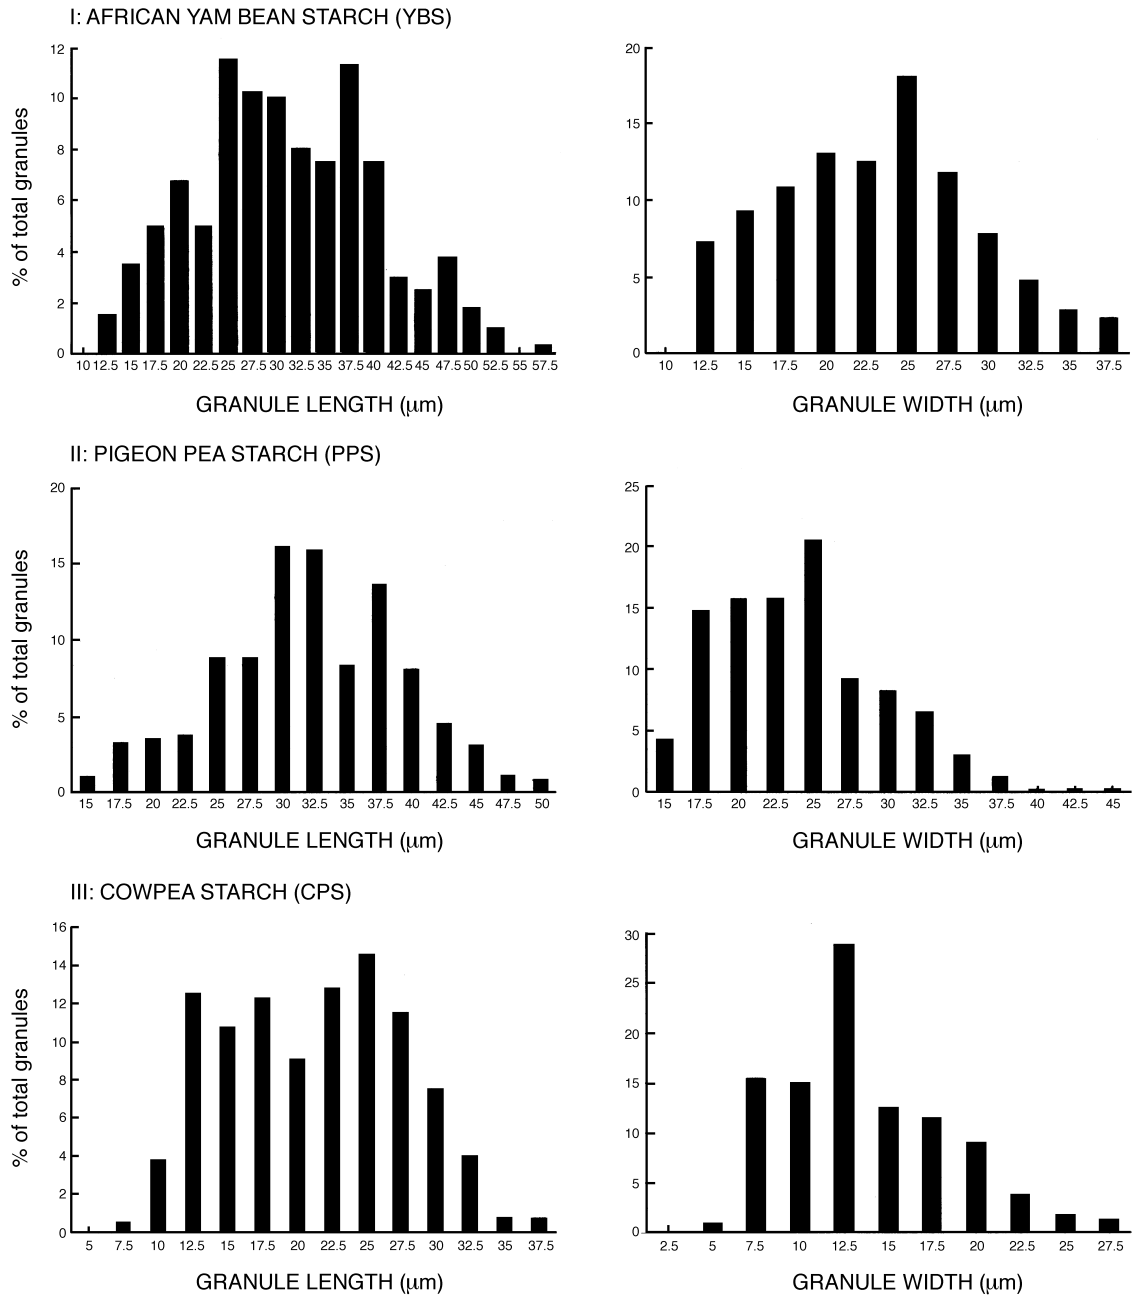 I: AFRICAN YAM BEAN STARCH (YBS)
% of total granules
12
10
8
6
4
2
0
10 12.5 15 17.5 20 22.5 25 27.5 30 32.5 35 37.5 40 42.5 45 47.5 50 52.5 55 57.5
GRANULE LENGTH (μm)
20
15
10
5
0
10 12.5 15 17.5 20 22.5 25 27.5 30 32.5 35 37.5
GRANULE WIDTH (μm)
II: PIGEON PEA STARCH (PPS)
% of total granules
20
15
10
5
0
15 17.5 20 22.5 25 27.5 30 32.5 35 37.5 40 42.5 45 47.5 50
GRANULE LENGTH (μm)
25
20
15
10
5
0
15 17.5 20 22.5 25 27.5 30 32.5 35 37.5 40 42.5 45
GRANULE WIDTH (μm)
III: COWPEA STARCH (CPS)
% of total granules
16
14
12
10
8
6
4
2
0
5 7.5 10 12.5 15 17.5 20 22.5 25 27.5 30 32.5 35 37.5
GRANULE LENGTH (μm)
30
25
20
15
10
5
0
2.5 5 7.5 10 12.5 15 17.5 20 22.5 25 27.5
GRANULE WIDTH (μm)